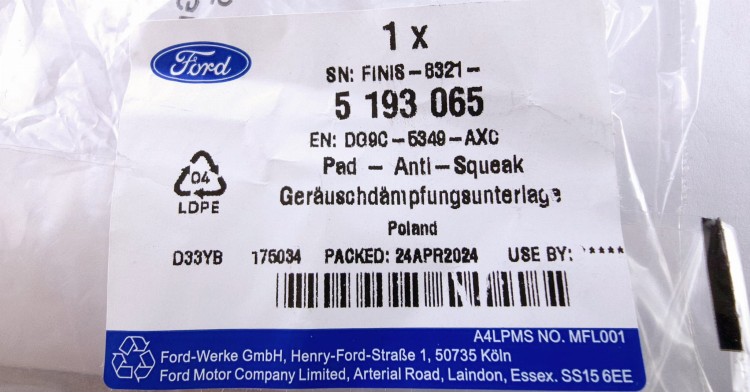 Ford
1 x
SN: FINIS-6321-
5 193 065
EN: DG9C-5349-AXC
Pad - Anti-Squeak
Geräuschdämpfungsunterlage
04
LDPE
Poland
D33YB 175034 PACKED: 24APR2024 USE BY: *****
N
A4LPMS NO. MFL001
Ford-Werke GmbH, Henry-Ford-Straße 1, 50735 Köln
Ford Motor Company Limited, Arterial Road, Laindon, Essex. SS15 6EE